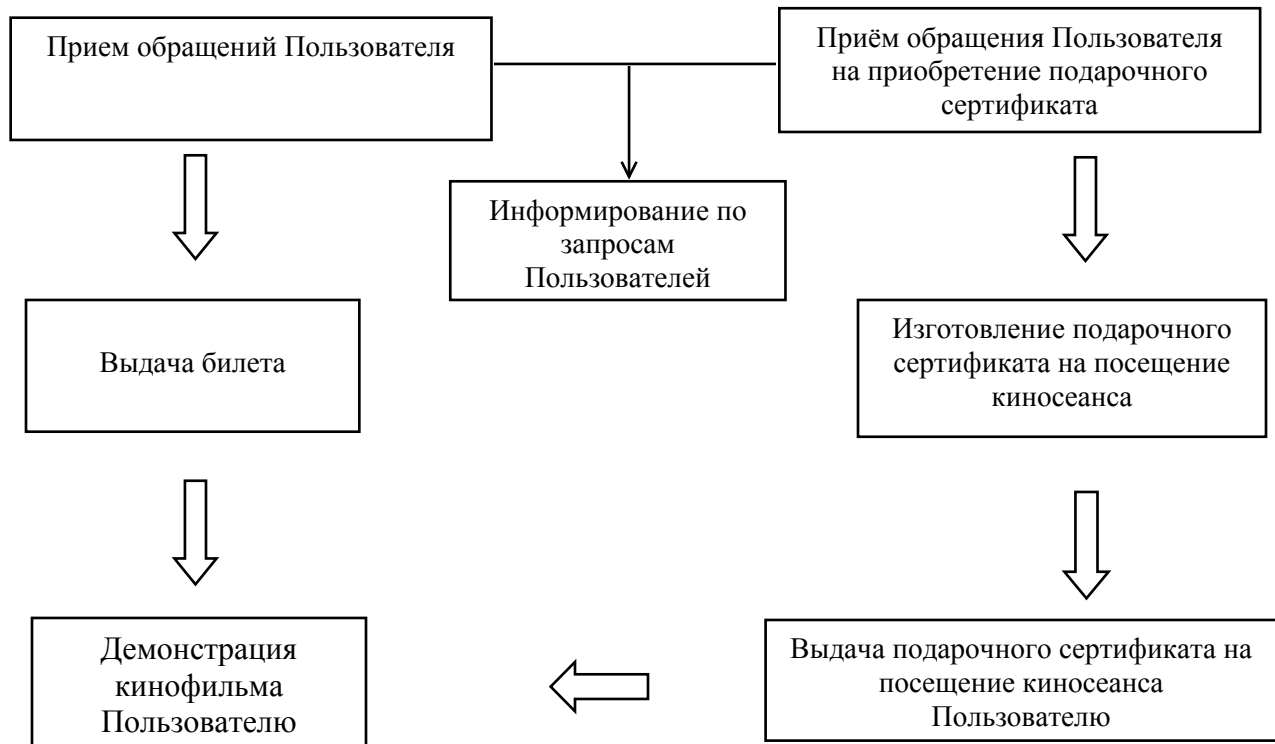 Прием обращений Пользователя
Приём обращения Пользователя
на приобретение подарочного
сертификата
Информирование по
запросам
Пользователей
Выдача билета
Изготовление подарочного
сертификата на посещение
киносеанса
Демонстрация
кинофильма
Пользователю
Выдача подарочного сертификата на
посещение киносеанса
Пользователю